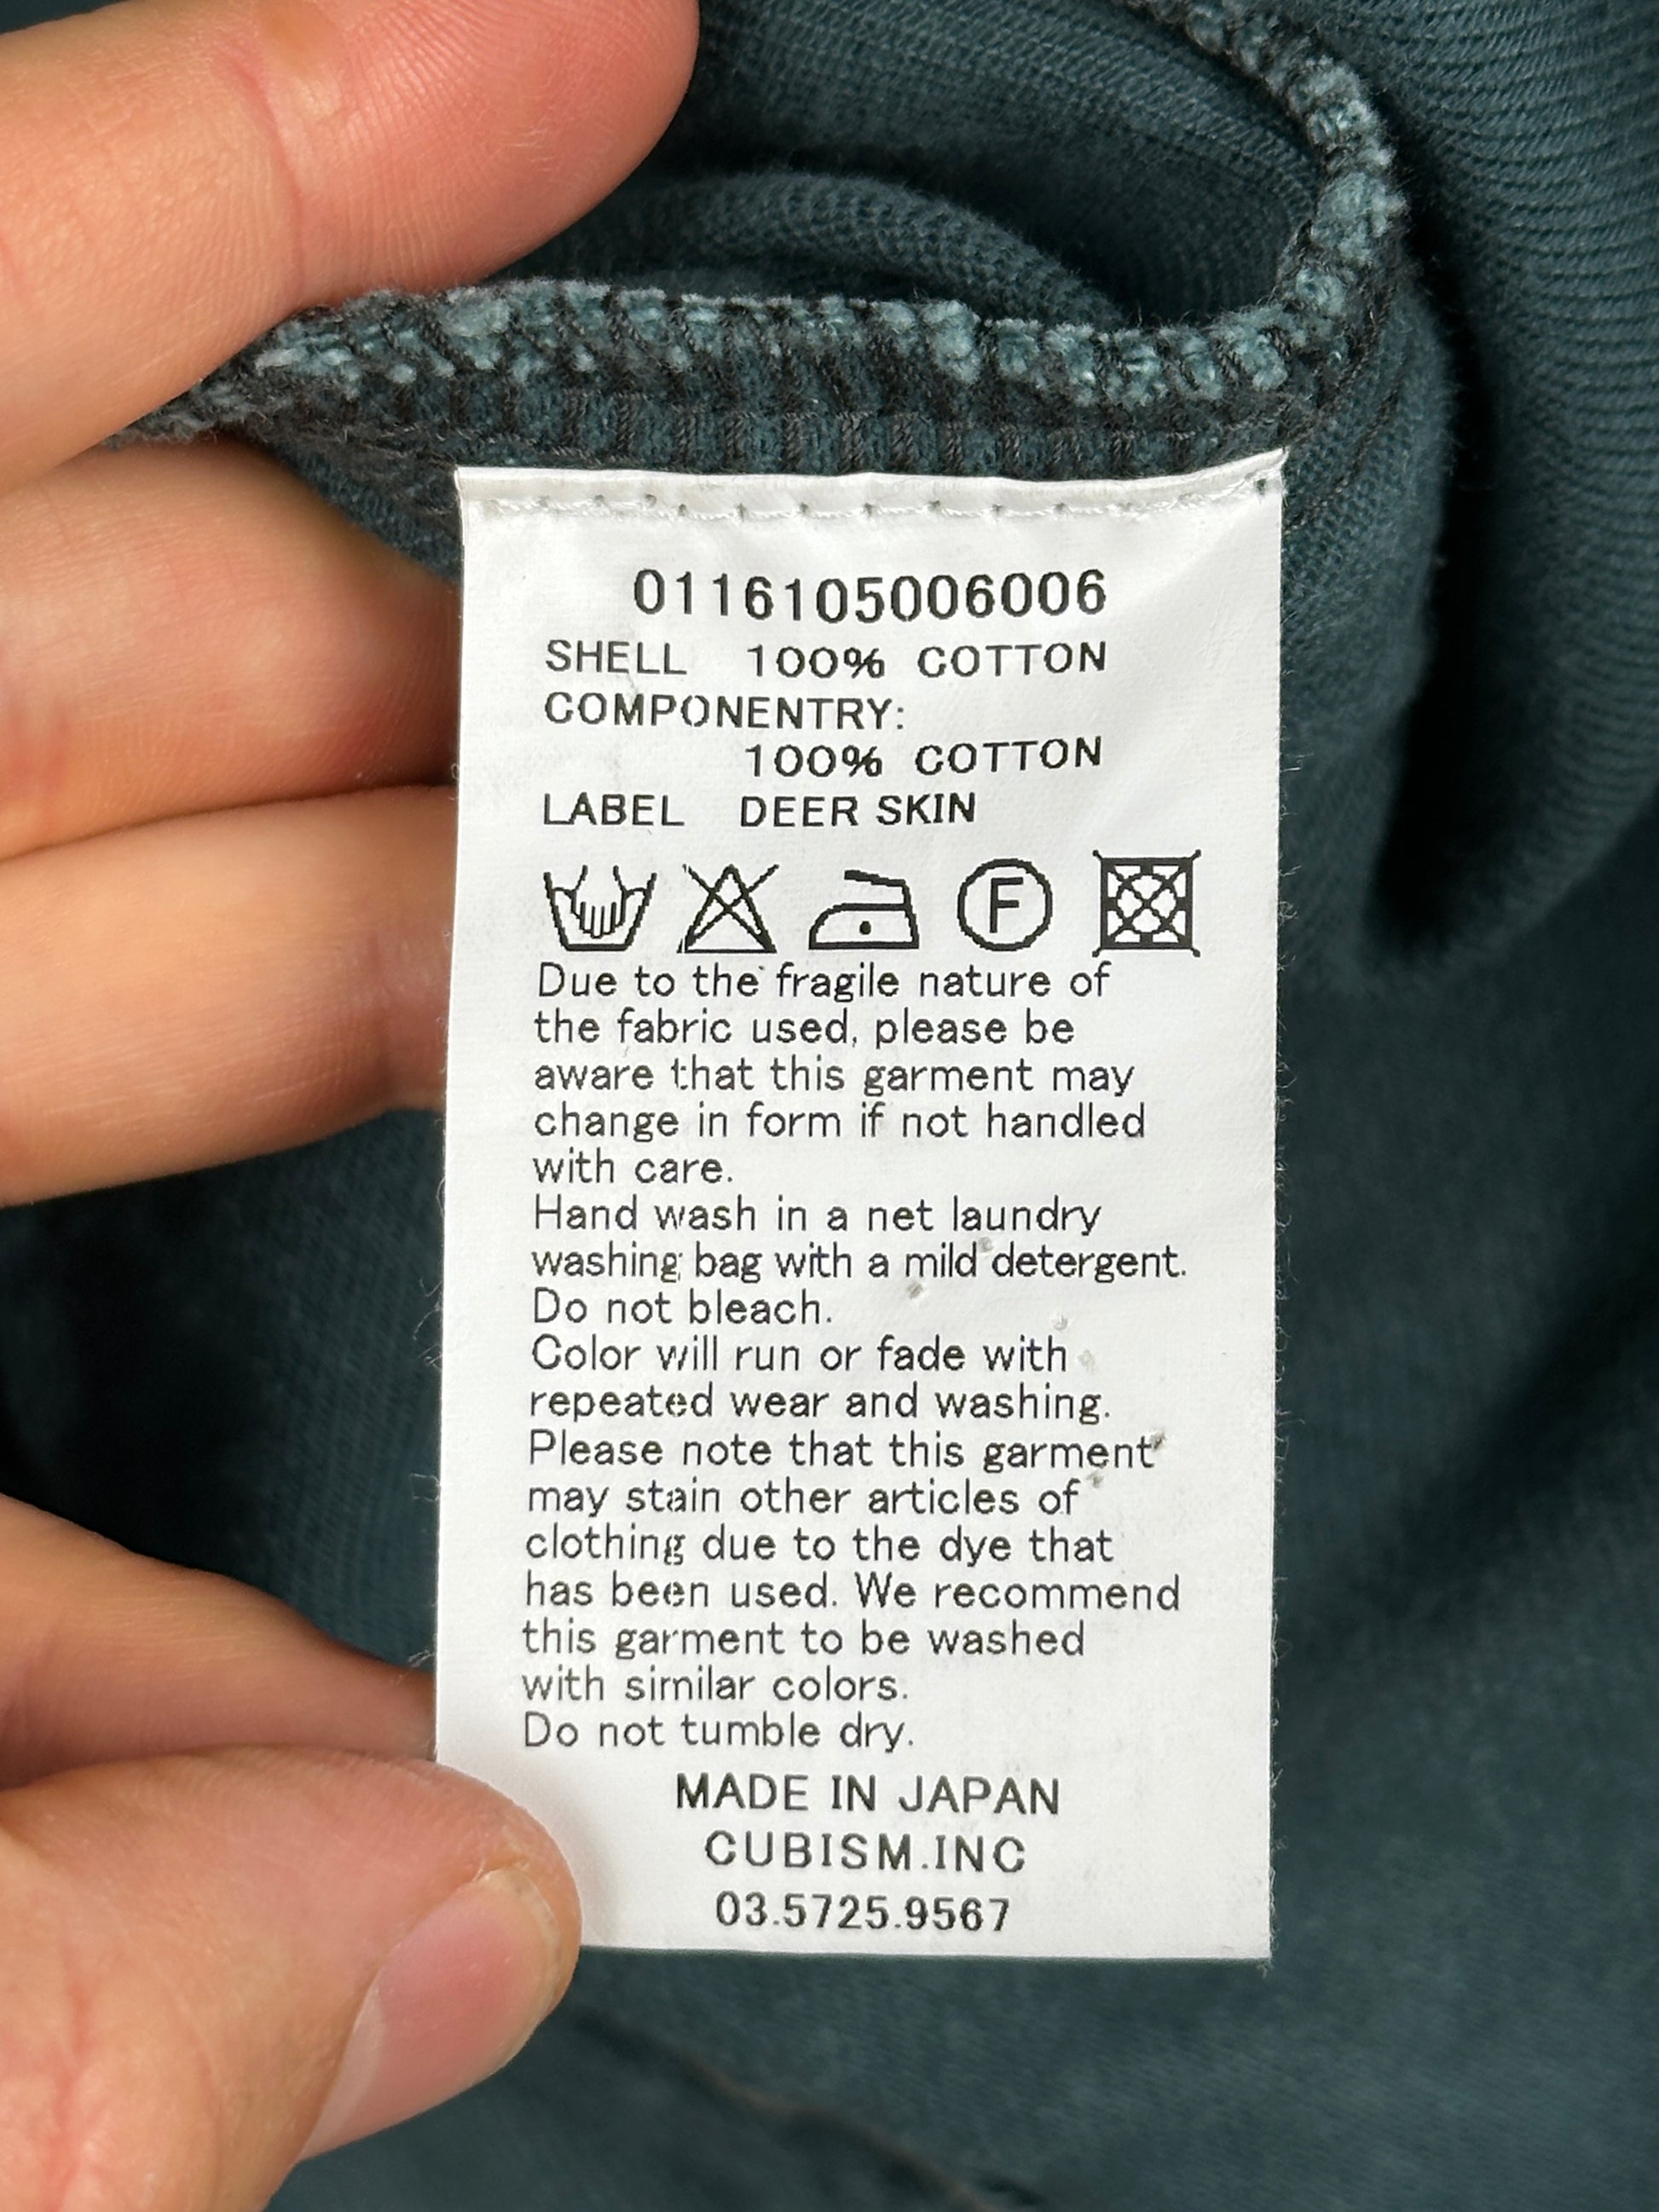 0116105006006
SHELL 100% COTTON
COMPONENTRY:
100% COTTON
LABEL DEER SKIN
F
Due to the fragile nature of
the fabric used, please be
aware that this garment may
change in form if not handled
with care.
Hand wash in a net laundry
washing bag with a mild detergent.
Do not bleach.
Color will run or fade with
repeated wear and washing.
Please note that this garment
may stain other articles of
clothing due to the dye that
has been used. We recommend
this garment to be washed
with similar colors.
Do not tumble dry.
MADE IN JAPAN
CUBISM.INC
03.5725.9567